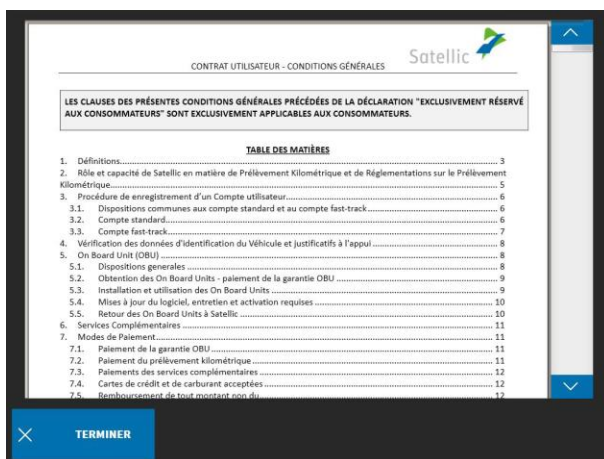 Satellic
CONTRAT UTILISATEUR - CONDITIONS GÉNÉRALES
LES CLAUSES DES PRÉSENTES CONDITIONS GÉNÉRALES PRÉCÉDÉES DE LA DÉCLARATION "EXCLUSIVEMENT RÉSERVÉ
AUX CONSOMMATEURS" SONT EXCLUSIVEMENT APPLICABLES AUX CONSOMMATEURS.
TABLE DES MATIÈRES
1. Définitions 3
2. Rôle et capacité de Satellic en matière de Prélèvement Kilométrique et de Réglementations sur le Prélèvement
Kilométrique 5
3. Procédure de enregistrement d'un Compte utilisateur 6
3.1. Dispositions communes aux compte standard et au compte fast-track 6
3.2. Compte standard 6
3.3. Compte fast-track 7
4. Vérification des données d'identification du Véhicule et justificatifs à l'appui 8
5. On Board Unit (OBU) 8
5.1. Dispositions generales 8
5.2. Obtention des On Board Units - paiement de la garantie OBU 9
5.3. Installation et utilisation des On Board Units 9
5.4. Mises à jour du logiciel, entretien et activation requises 10
5.5. Retour des On Board Units à Satellic 10
6. Services Complémentaires 11
7. Modes de Paiement 11
7.1. Paiement de la garantie OBU 11
7.2. Paiement du prélèvement kilométrique 11
7.3. Paiements des services complémentaires 12
7.4. Cartes de crédit et de carburant acceptées 12
7.5. Remboursement de tout montant non du 12
TERMINER